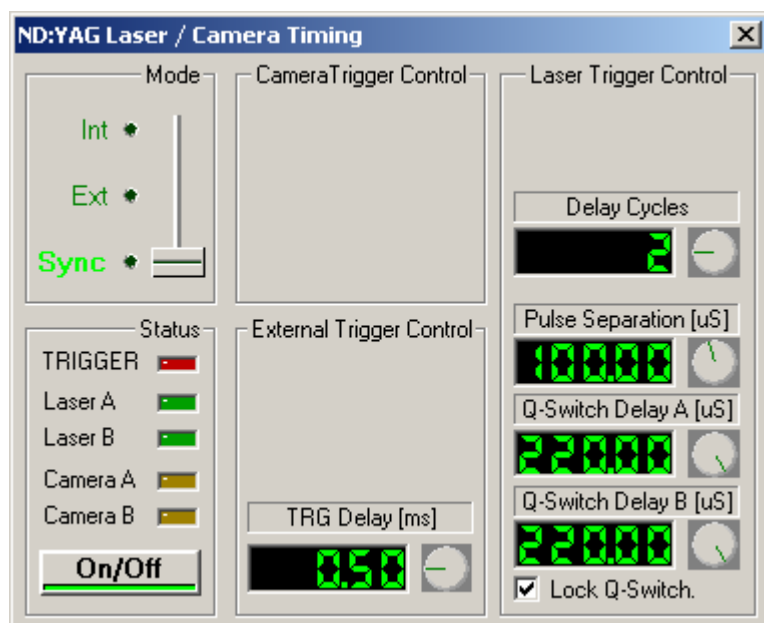 ND:YAG Laser / Camera Timing
Mode
Int
Ext
Sync
CameraTrigger Control
Laser Trigger Control
Delay Cycles
2
Pulse Separation [uS]
100.00
Q-Switch Delay A [uS]
220.00
Q-Switch Delay B [uS]
220.00
Lock Q-Switch.
Status
TRIGGER
Laser A
Laser B
Camera A
Camera B
On/Off
External Trigger Control
TRG Delay [ms]
0.50